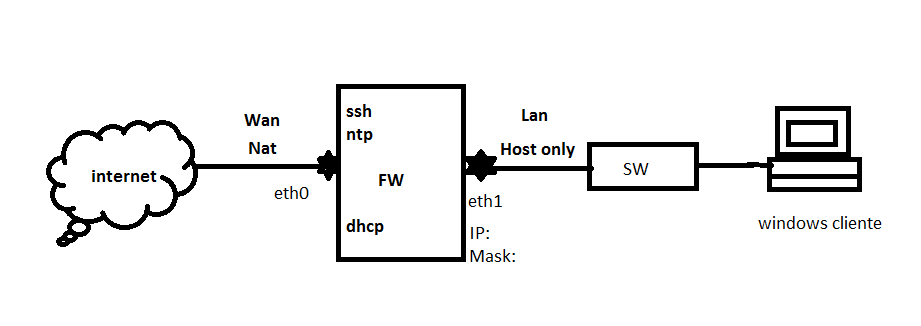 internet
Wan
Nat
eth0
ssh
ntp
FW
dhcp
Lan
Host only
eth1
IP:
Mask:
SW
windows cliente